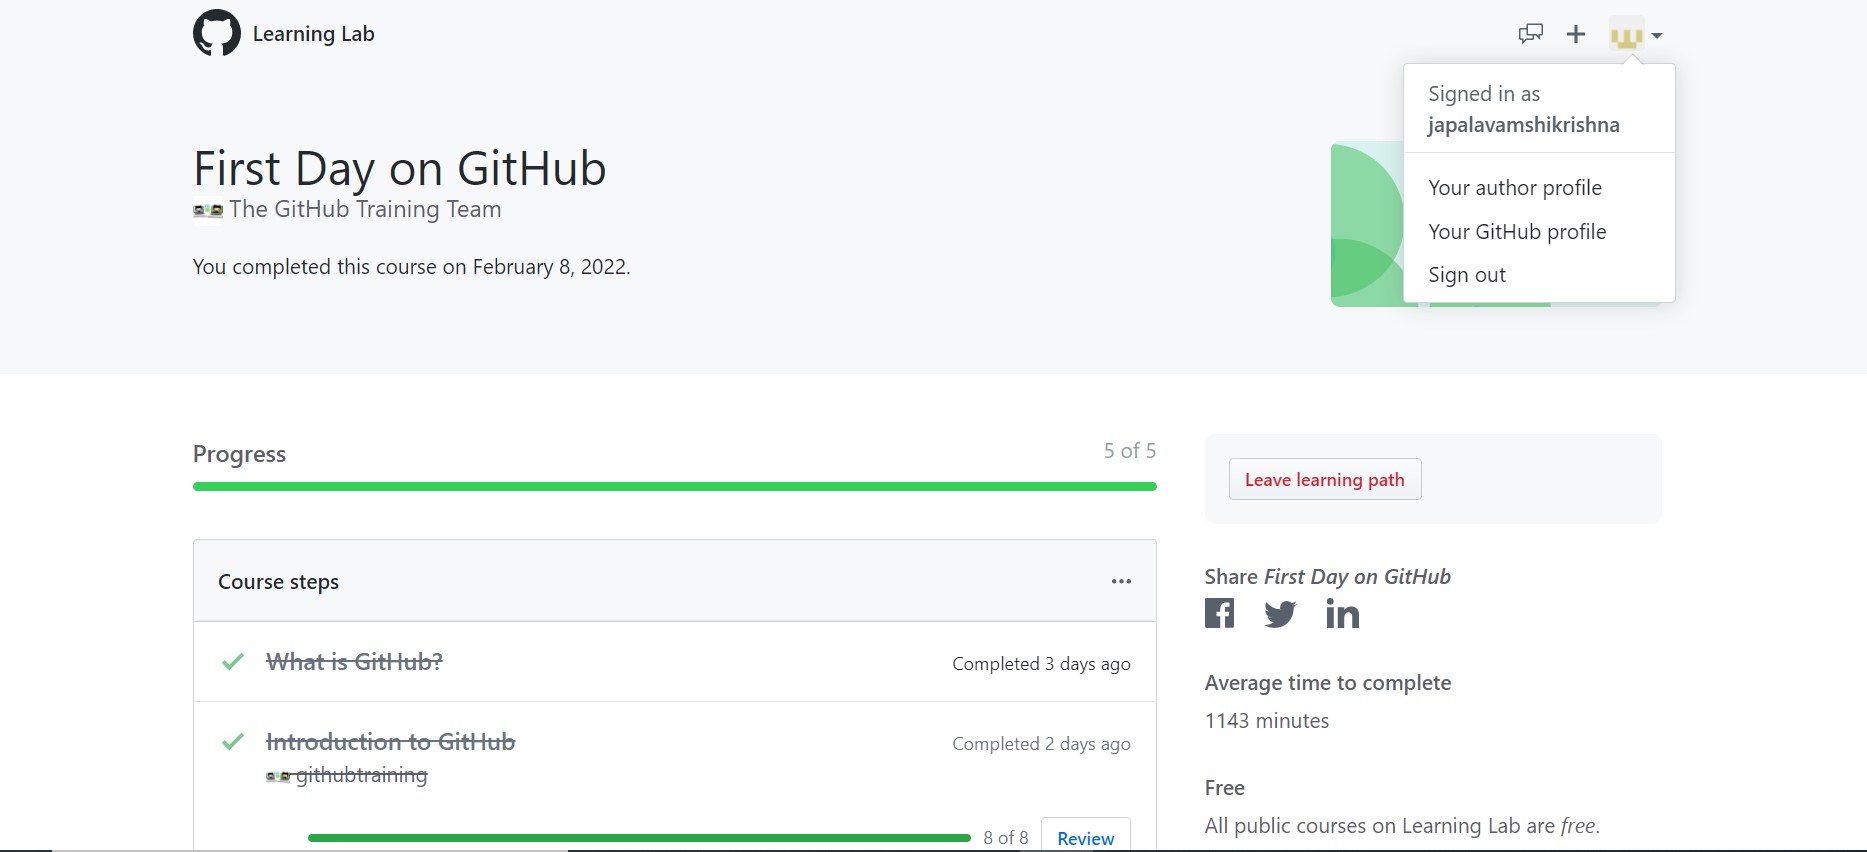 Learning Lab
Signed in as
japalavamshikrishna
Your author profile
Your GitHub profile
Sign out
First Day on GitHub
The GitHub Training Team
You completed this course on February 8, 2022.
Progress
5 of 5
Leave learning path
Course steps
What is GitHub?
Completed 3 days ago
Introduction to GitHub
Completed 2 days ago
githubtraining
8 of 8
Review
Share First Day on GitHub
Average time to complete
1143 minutes
Free
All public courses on Learning Lab are free.